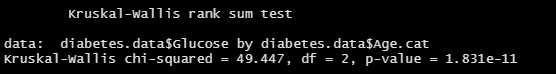 Kruskal-Wallis rank sum test
data:  diabetes.data$Glucose by diabetes.data$Age.cat
Kruskal-Wallis chi-squared = 49.447, df = 2, p-value = 1.831e-11